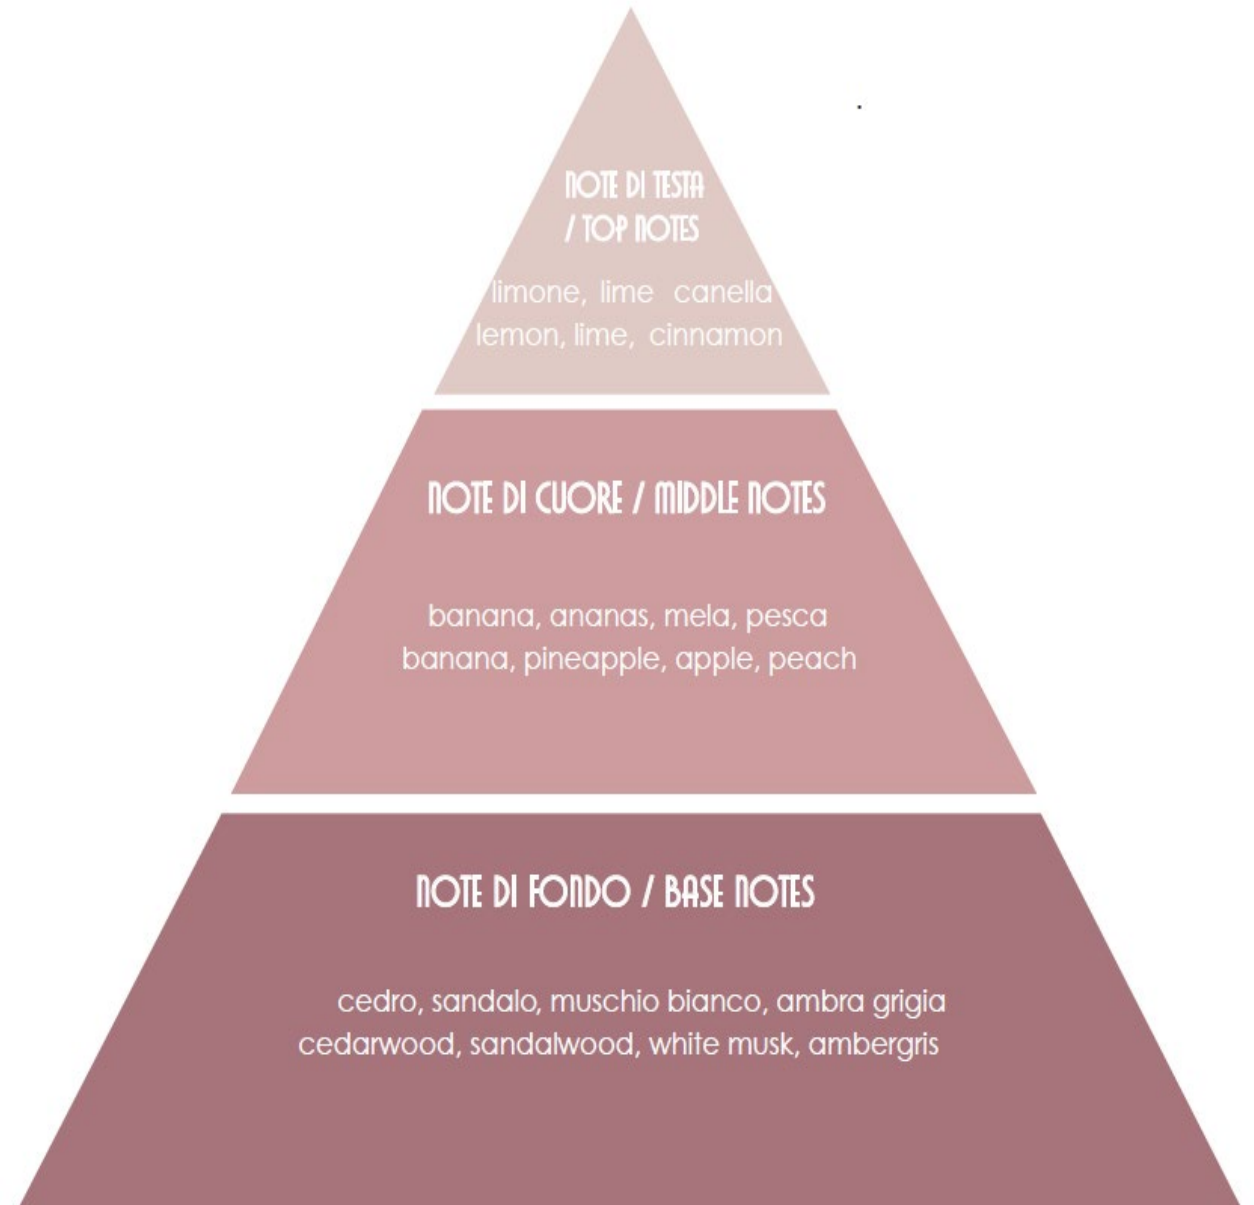 NOTE DI TESTA
/ TOP NOTES
limone, lime canella
lemon, lime, cinnamon
NOTE DI CUORE / MIDDLE NOTES
banana, ananas, mela, pesca
banana, pineapple, apple, peach
NOTE DI FONDO / BASE NOTES
cedro, sandalo, muschio bianco, ambra grigia
cedarwood, sandalwood, white musk, ambergris